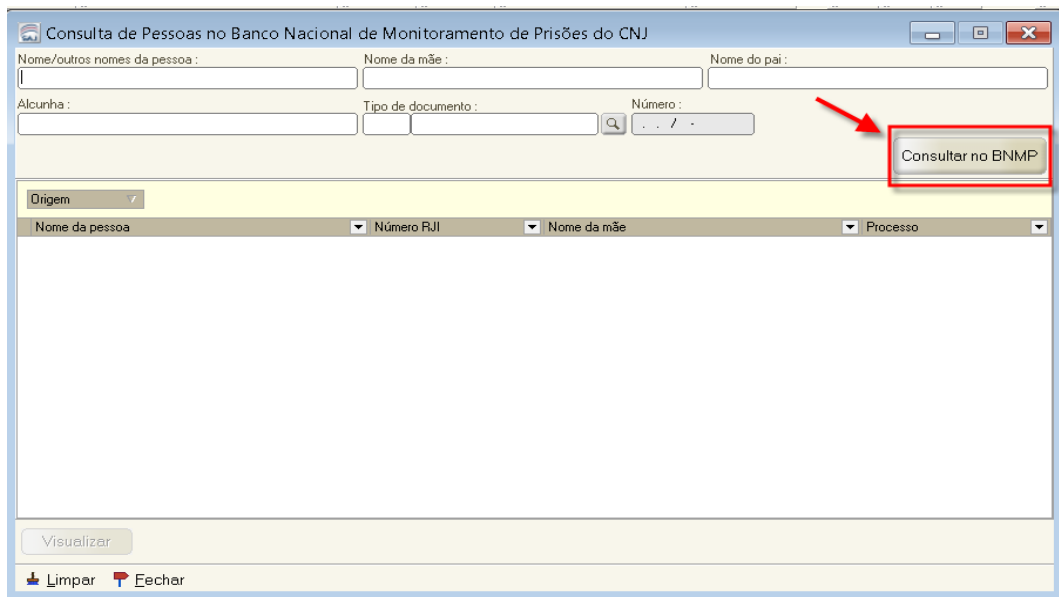 Consulta de Pessoas no Banco Nacional de Monitoramento de Prisões do CNJ
Nome/outros nomes da pessoa : Nome da mãe : Nome do pai :
Alcunha : Tipo de documento : Número :
. . / -
Consultar no BNMP
Origem
Nome da pessoa Número RJI Nome da mãe Processo
Visualizar
Limpar Fechar